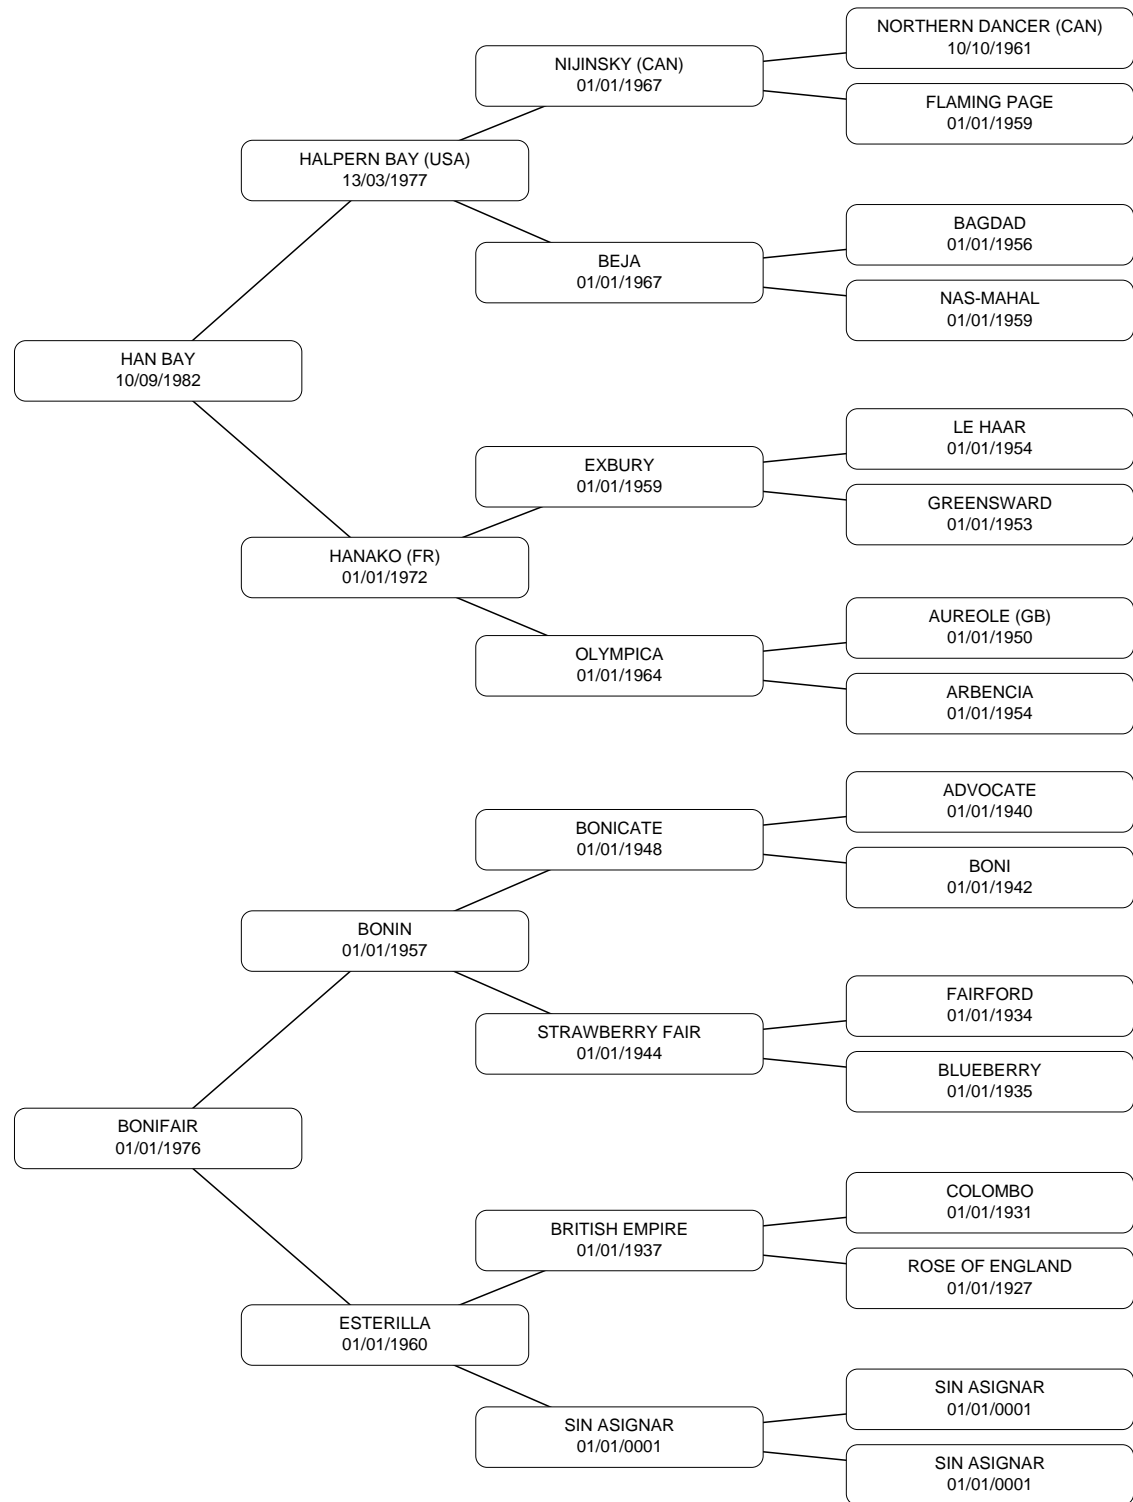 NORTHERN DANCER (CAN)
10/10/1961
NIJINSKY (CAN)
01/01/1967
FLAMING PAGE
01/01/1959
HALPERN BAY (USA)
13/03/1977
BAGDAD
01/01/1956
BEJA
01/01/1967
NAS-MAHAL
01/01/1959
HAN BAY
10/09/1982
LE HAAR
01/01/1954
EXBURY
01/01/1959
GREENSWARD
01/01/1953
HANAKO (FR)
01/01/1972
AUREOLE (GB)
01/01/1950
OLYMPICA
01/01/1964
ARBENCIA
01/01/1954
ADVOCATE
01/01/1940
BONICATE
01/01/1948
BONI
01/01/1942
BONIN
01/01/1957
FAIRFORD
01/01/1934
STRAWBERRY FAIR
01/01/1944
BLUEBERRY
01/01/1935
BONIFAIR
01/01/1976
COLOMBO
01/01/1931
BRITISH EMPIRE
01/01/1937
ROSE OF ENGLAND
01/01/1927
ESTERILLA
01/01/1960
SIN ASIGNAR
01/01/0001
SIN ASIGNAR
01/01/0001
SIN ASIGNAR
01/01/0001